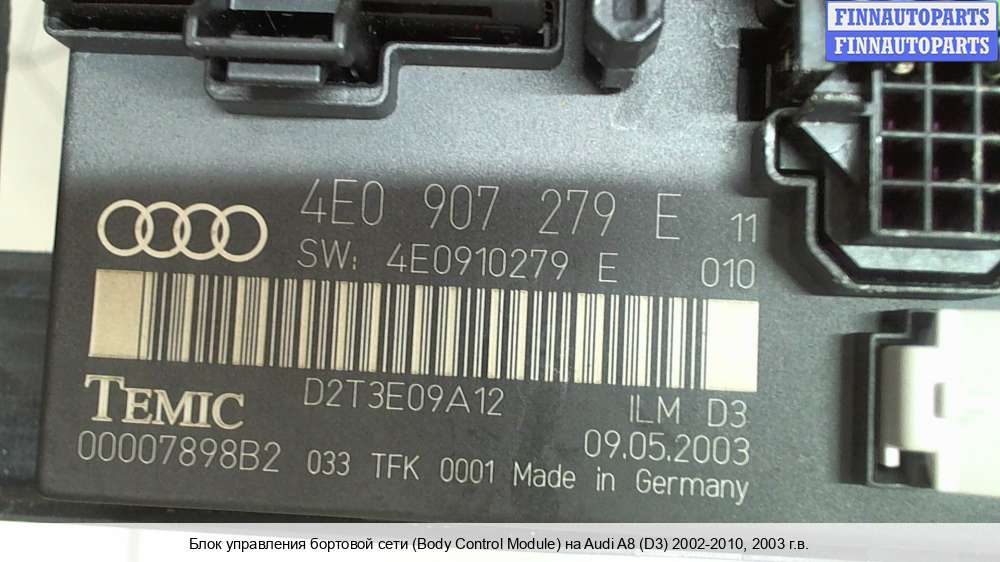 FINNAUTOPARTS
FINNAUTOPARTS
4E0 907 279 E 11
SW: 4E0910279 E 010
D2T3E09A12 ILM D3
TEMIC
09.05.2003
00007898B2 033 TFK 0001 Made in Germany
Блок управления бортовой сети (Body Control Module) на Audi A8 (D3) 2002-2010, 2003 г.в.